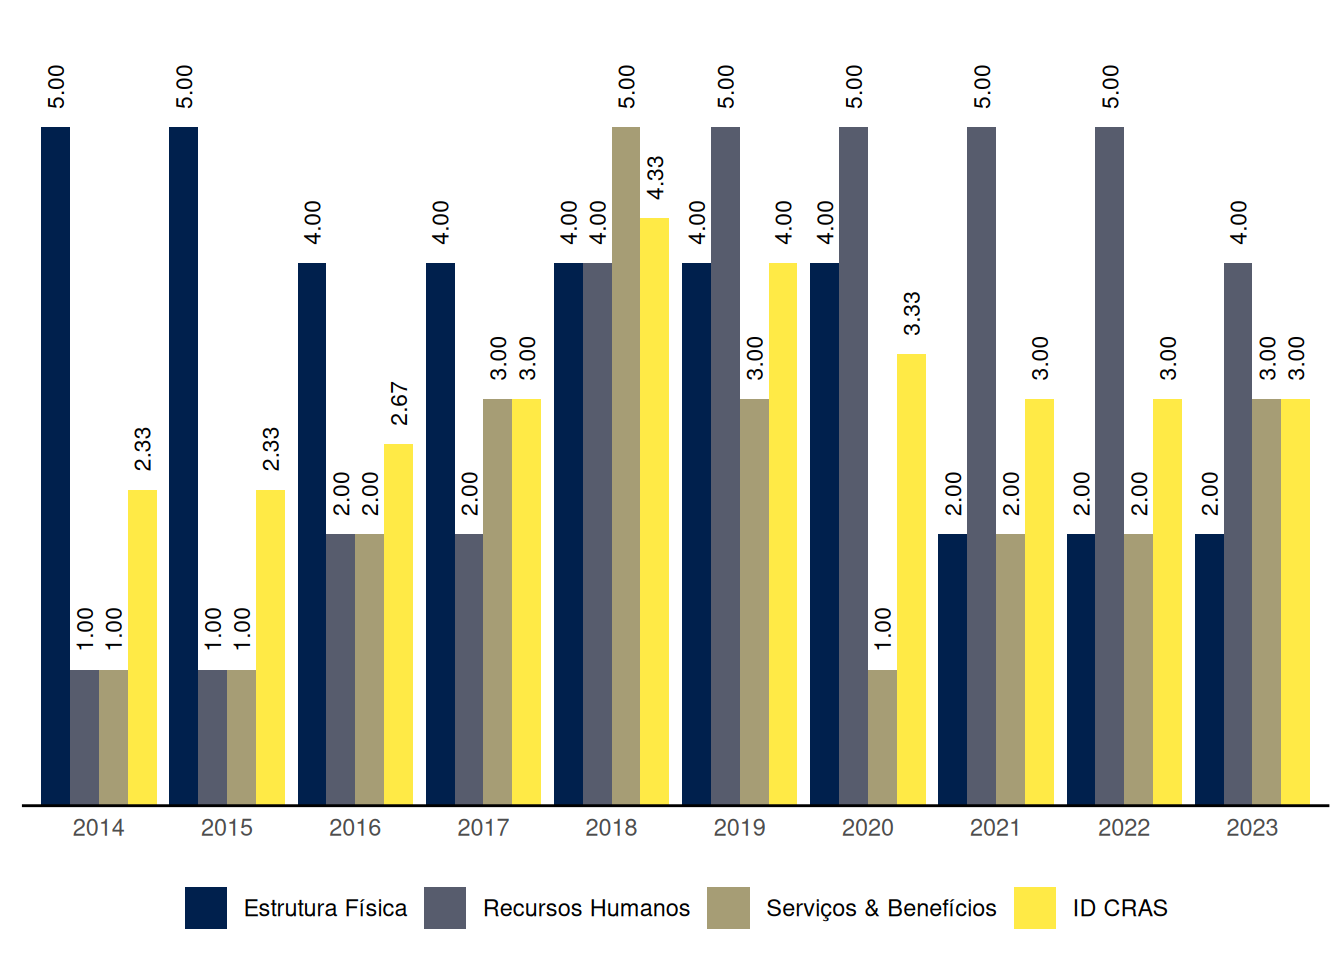 5.00 1.00 1.00 2.33 5.00 1.00 1.00 2.33 4.00 2.00 2.00 2.67 4.00 2.00 3.00 3.00 4.00 4.00 5.00 4.33 4.00 5.00 3.00 4.00 4.00 5.00 1.00 3.33 2.00 5.00 2.00 3.00 2.00 5.00 2.00 3.00 2.00 4.00 3.00 3.00
2014 2015 2016 2017 2018 2019 2020 2021 2022 2023
Estrutura Física Recursos Humanos Serviços & Benefícios ID CRAS